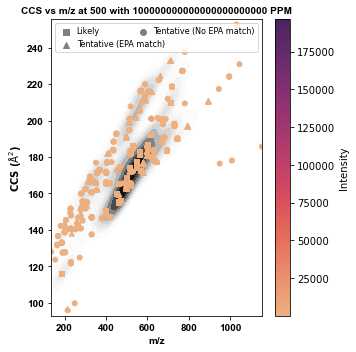 CCS vs m/z at 500 with 100000000000000000000000 PPM
Likely
Tentative (EPA match)
Tentative (No EPA match)
240
220
200
180
160
140
120
100
CCS (Å²)
200
400
600
800
1000
m/z
175000
150000
125000
100000
75000
50000
25000
Intensity